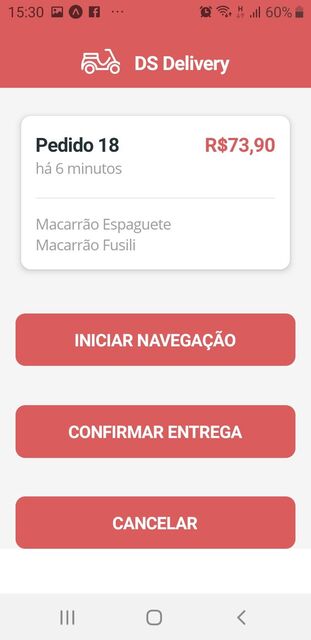 15:30
60%
DS Delivery
Pedido 18
R$73,90
há 6 minutos
Macarrão Espaguete
Macarrão Fusili
INICIAR NAVEGAÇÃO
CONFIRMAR ENTREGA
CANCELAR